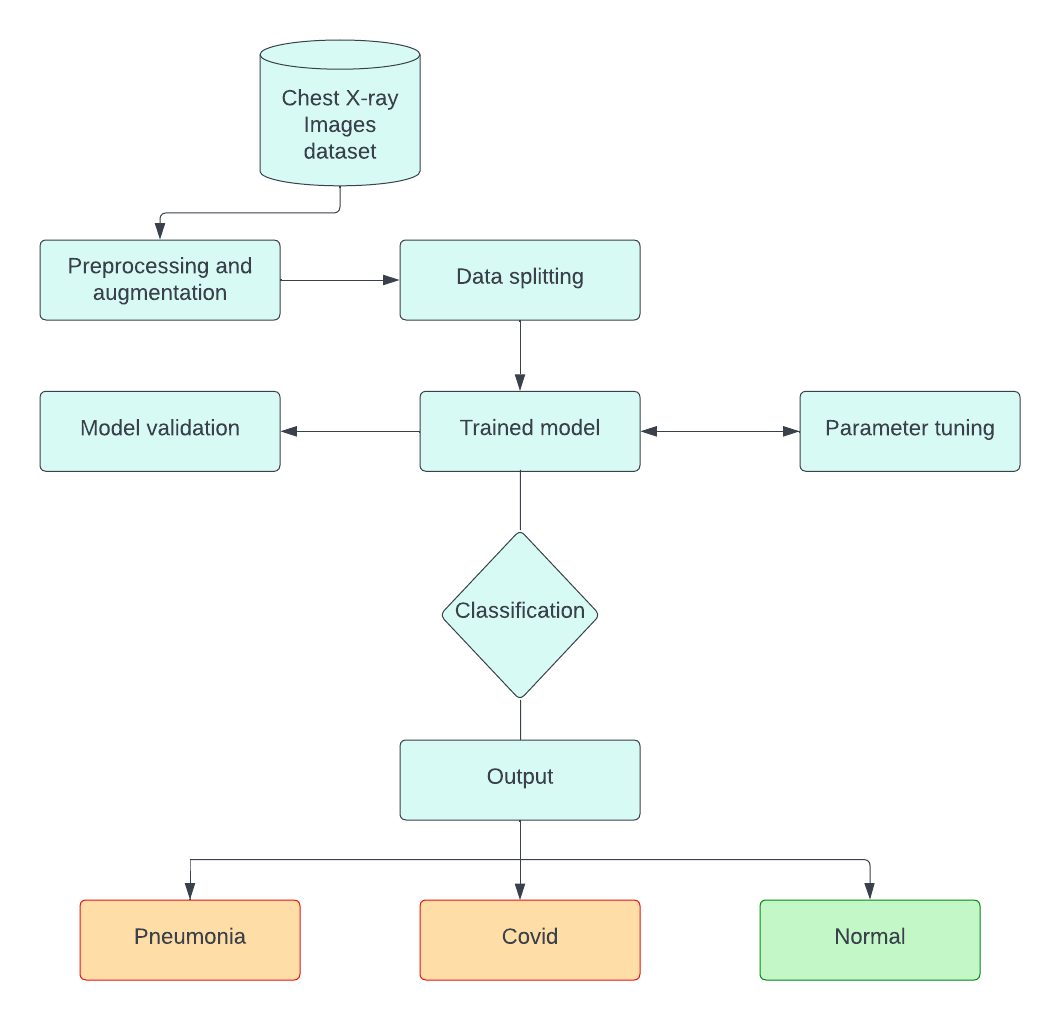 Chest X-ray
Images
dataset
Preprocessing and
augmentation
Data splitting
Model validation
Trained model
Parameter tuning
Classification
Output
Pneumonia
Covid
Normal